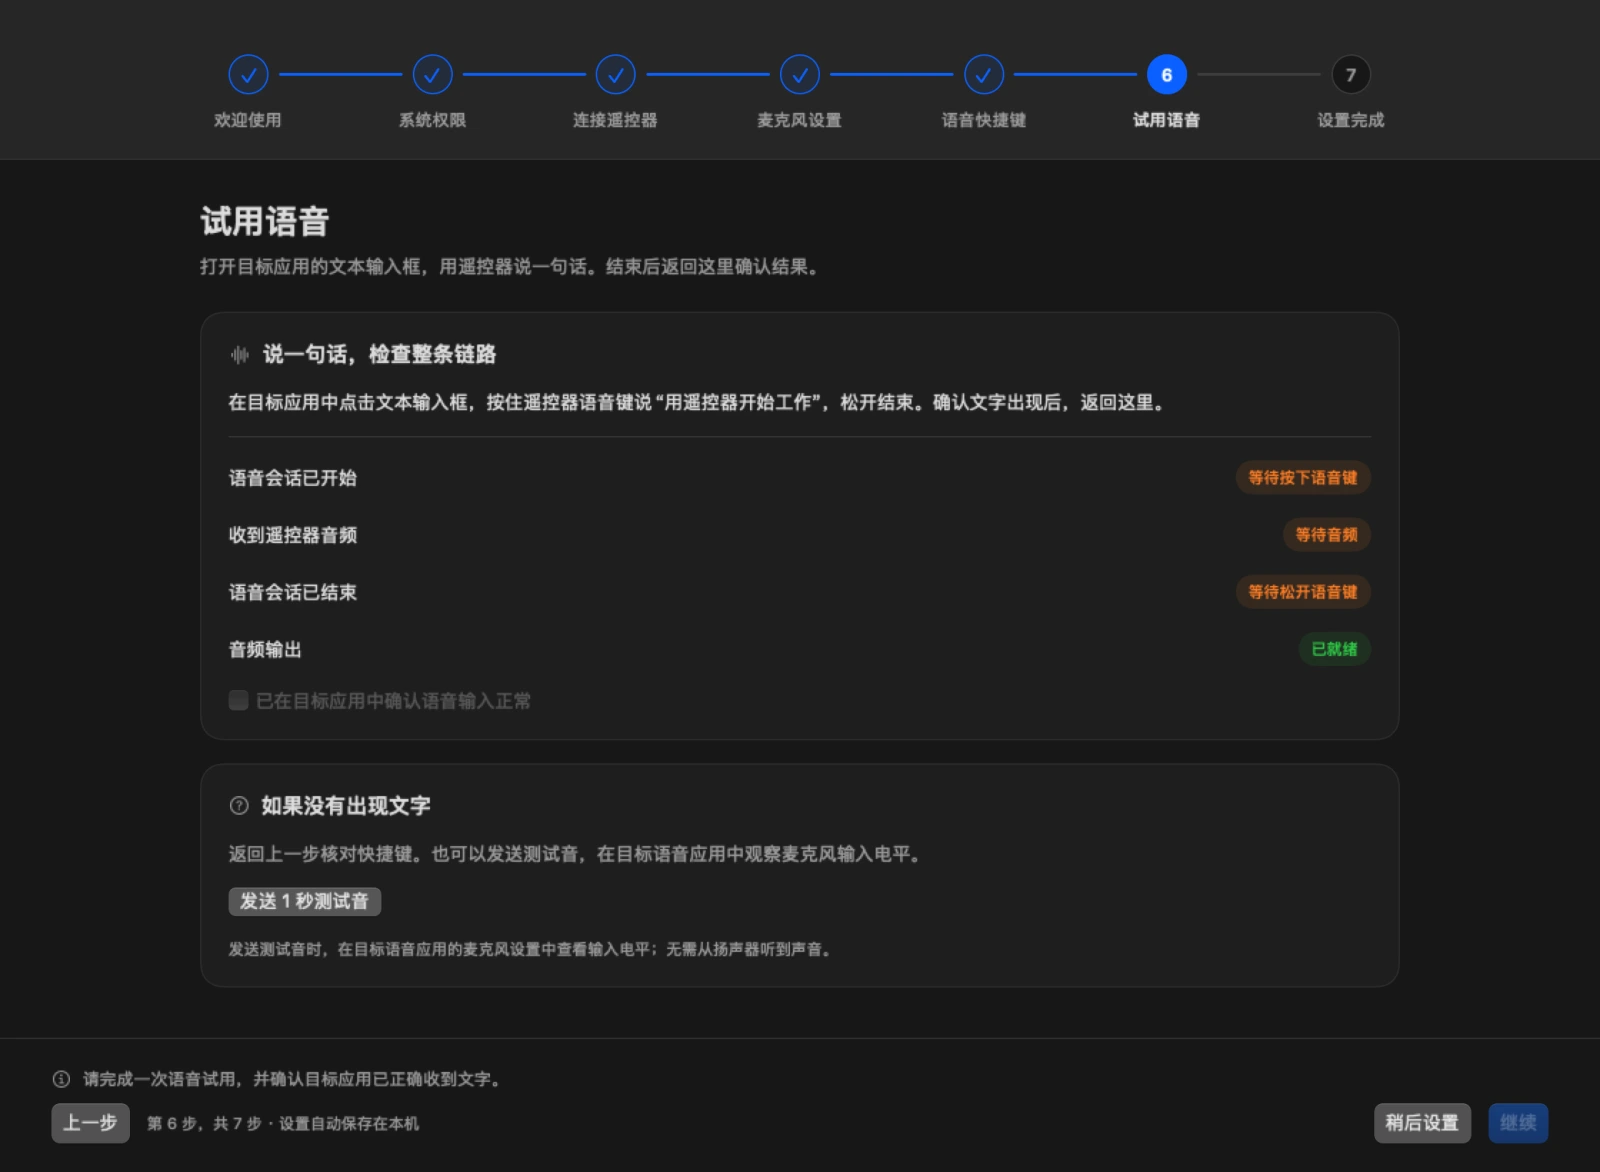 欢迎使用
系统权限
连接遥控器
麦克风设置
语音快捷键
6
试用语音
7
设置完成
试用语音
打开目标应用的文本输入框，用遥控器说一句话。结束后返回这里确认结果。
说一句话，检查整条链路
在目标应用中点击文本输入框，按住遥控器语音键说“用遥控器开始工作”，松开结束。确认文字出现后，返回这里。
语音会话已开始
等待按下语音键
收到遥控器音频
等待音频
语音会话已结束
等待松开语音键
音频输出
已就绪
已在目标应用中确认语音输入正常
如果没有出现文字
返回上一步核对快捷键。也可以发送测试音，在目标语音应用中观察麦克风输入电平。
发送 1 秒测试音
发送测试音时，在目标语音应用的麦克风设置中查看输入电平；无需从扬声器听到声音。
请完成一次语音试用，并确认目标应用已正确收到文字。
上一步
第 6 步，共 7 步 · 设置自动保存在本机
稍后设置
继续